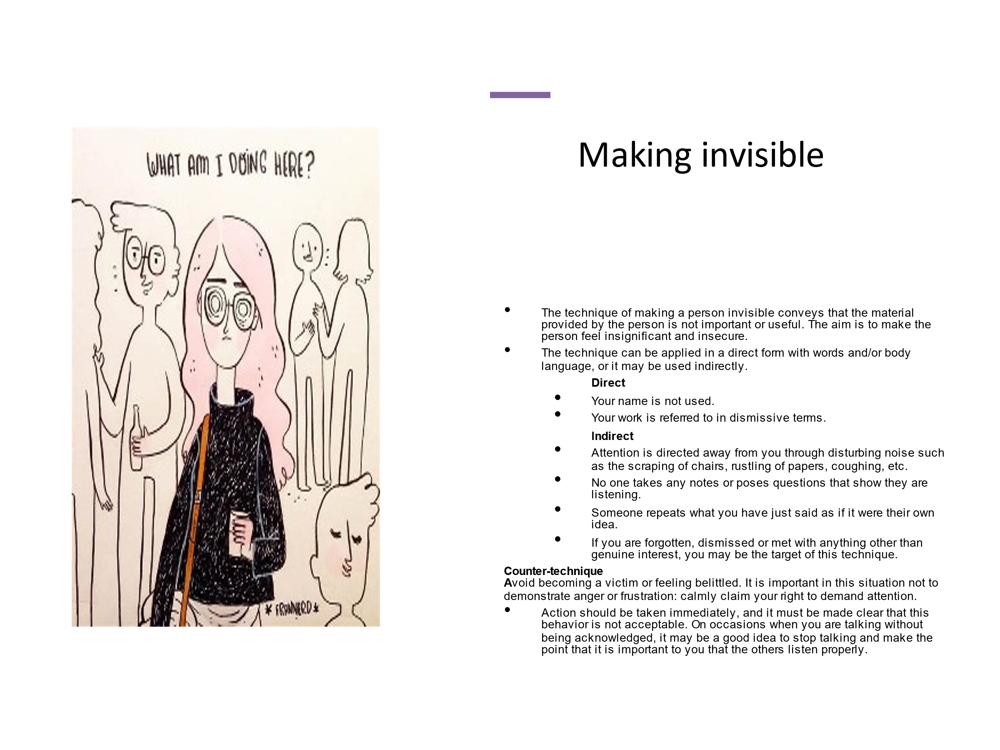 WHAT AM I DOING HERE?
* FRANNERD *
Making invisible
• The technique of making a person invisible conveys that the material
provided by the person is not important or useful. The aim is to make the
person feel insignificant and insecure.
• The technique can be applied in a direct form with words and/or body
language, or it may be used indirectly.
Direct
• Your name is not used.
• Your work is referred to in dismissive terms.
Indirect
• Attention is directed away from you through disturbing noise such
as the scraping of chairs, rustling of papers, coughing, etc.
• No one takes any notes or poses questions that show they are
listening.
• Someone repeats what you have just said as if it were their own
idea.
• If you are forgotten, dismissed or met with anything other than
genuine interest, you may be the target of this technique.
Counter-technique
Avoid becoming a victim or feeling belittled. It is important in this situation not to
demonstrate anger or frustration: calmly claim your right to demand attention.
• Action should be taken immediately, and it must be made clear that this
behavior is not acceptable. On occasions when you are talking without
being acknowledged, it may be a good idea to stop talking and make the
point that it is important to you that the others listen properly.